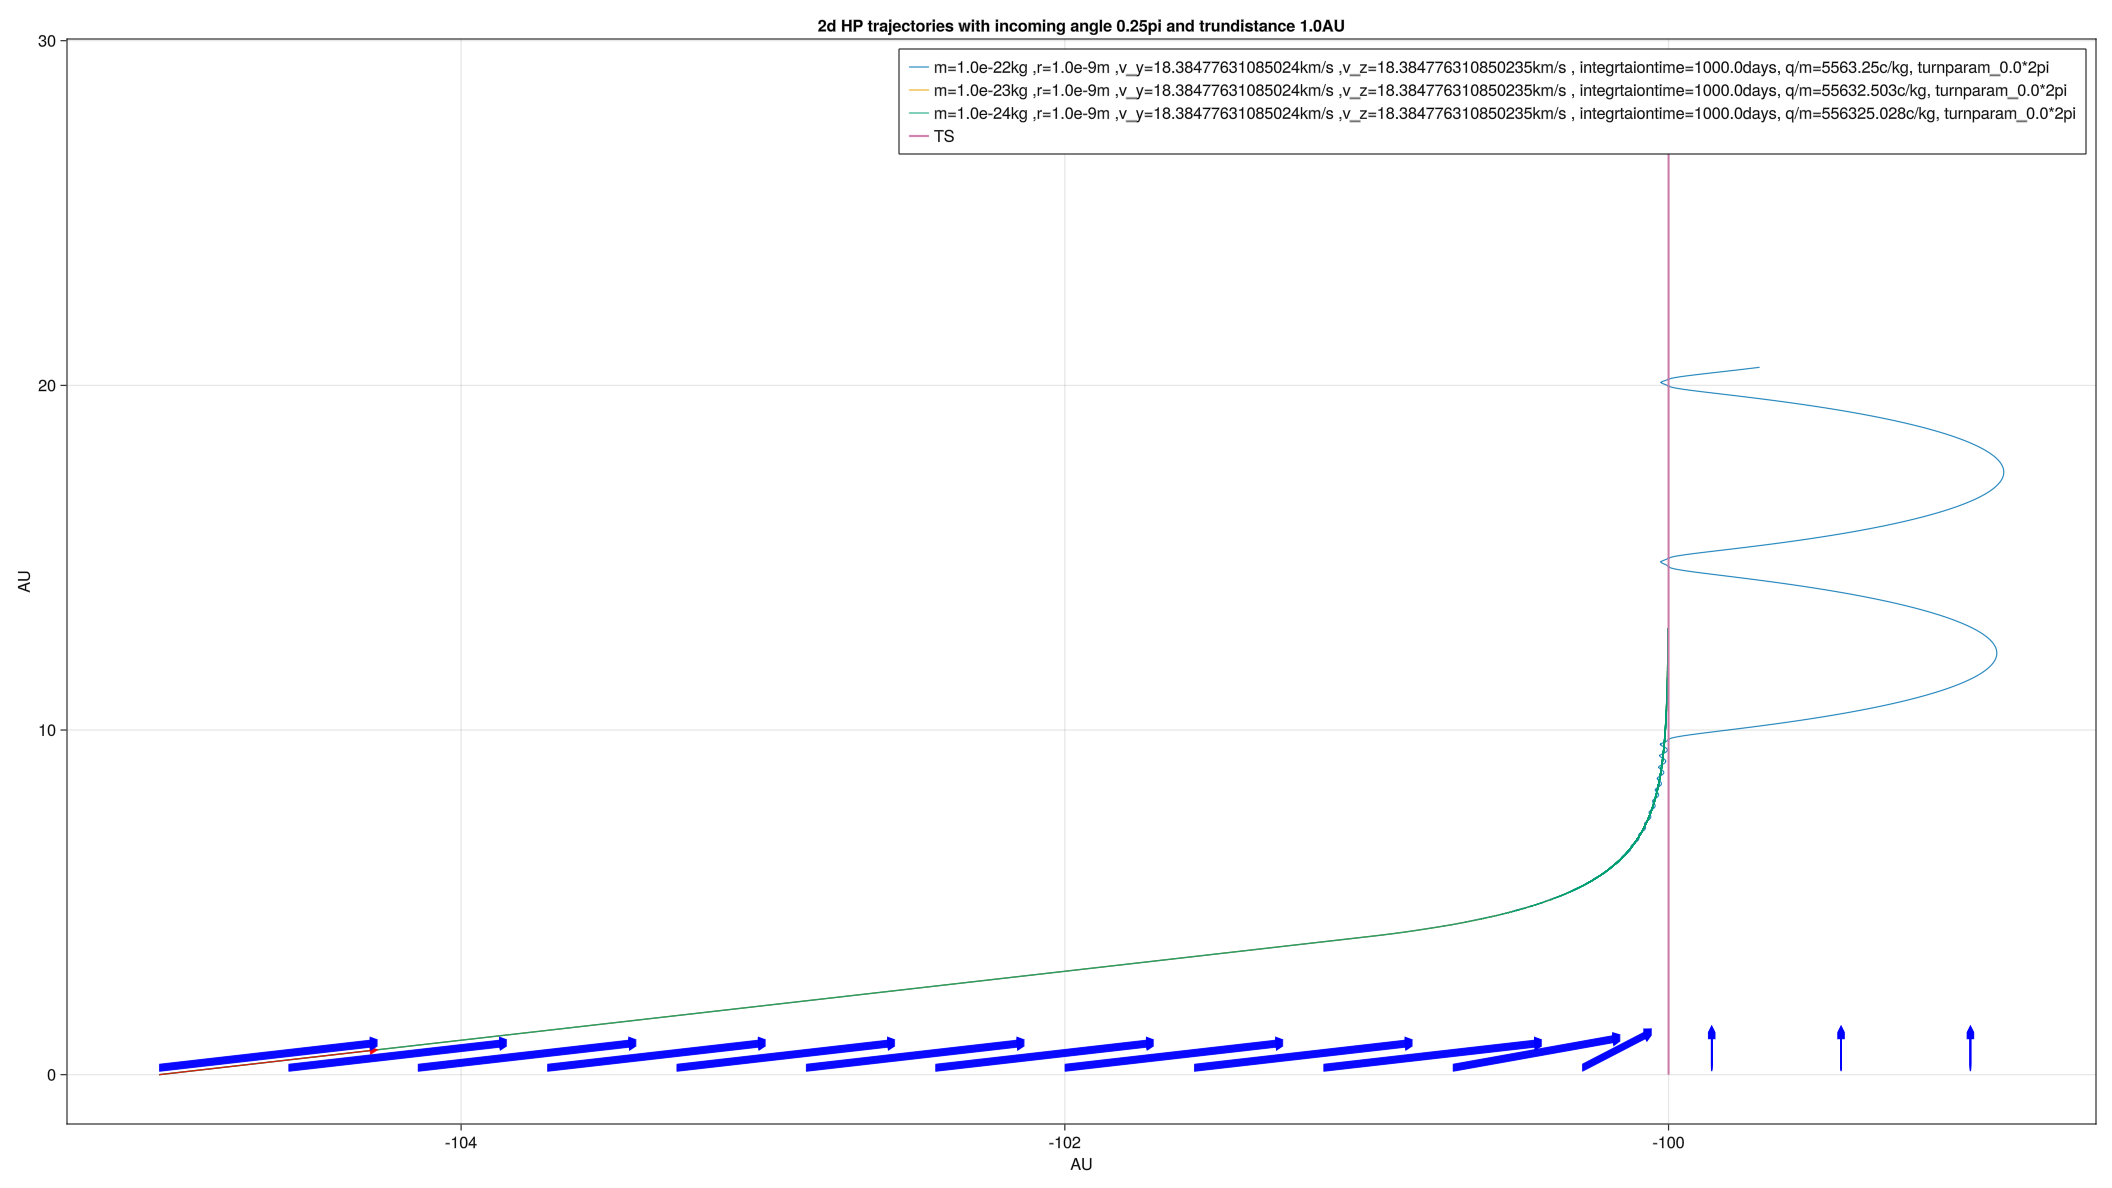 2d HP trajectories with incoming angle 0.25pi and trundistance 1.0AU
30
m=1.0e-22kg ,r=1.0e-9m ,v_y=18.38477631085024km/s ,v_z=18.384776310850235km/s , integrtaiontime=1000.0days, q/m=5563.25c/kg, turnparam_0.0*2pi
m=1.0e-23kg ,r=1.0e-9m ,v_y=18.38477631085024km/s ,v_z=18.384776310850235km/s , integrtaiontime=1000.0days, q/m=55632.503c/kg, turnparam_0.0*2pi
m=1.0e-24kg ,r=1.0e-9m ,v_y=18.38477631085024km/s ,v_z=18.384776310850235km/s , integrtaiontime=1000.0days, q/m=556325.028c/kg, turnparam_0.0*2pi
TS
20
AU
10
0
-104
-102
-100
AU